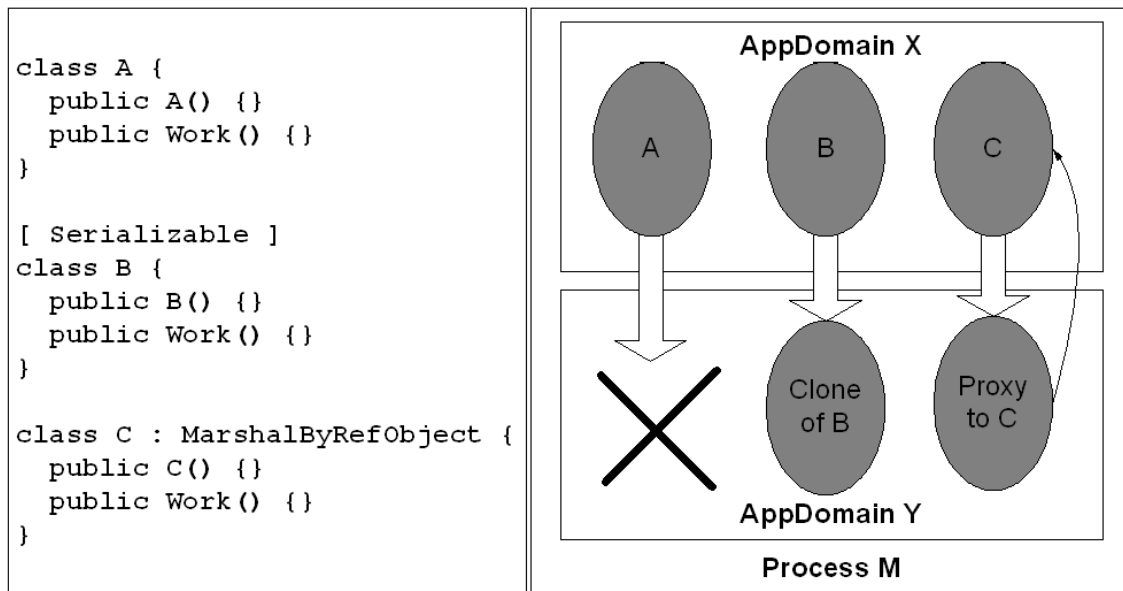 class A {
  public A() {}
  public Work() {}
}
[ Serializable ]
class B {
  public B() {}
  public Work() {}
}
class C : MarshalByRefObject {
  public C() {}
  public Work() {}
}
AppDomain X
A
B
C
Clone
of B
Proxy
to C
AppDomain Y
Process M